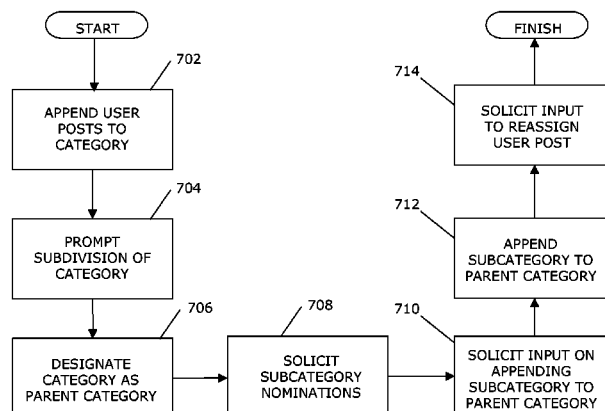 START
702
APPEND USER
POSTS TO
CATEGORY
704
PROMPT
SUBDIVISION OF
CATEGORY
706
DESIGNATE
CATEGORY AS
PARENT CATEGORY
708
SOLICIT
SUBCATEGORY
NOMINATIONS
710
SOLICIT INPUT ON
APPENDING
SUBCATEGORY TO
PARENT CATEGORY
712
APPEND
SUBCATEGORY TO
PARENT CATEGORY
714
SOLICIT INPUT
TO REASSIGN
USER POST
FINISH